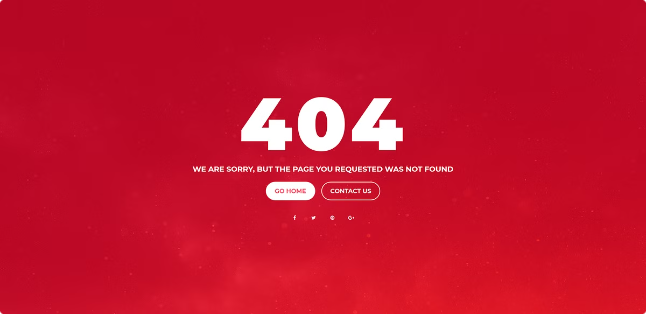 404
WE ARE SORRY, BUT THE PAGE YOU REQUESTED WAS NOT FOUND
GO HOME
CONTACT US